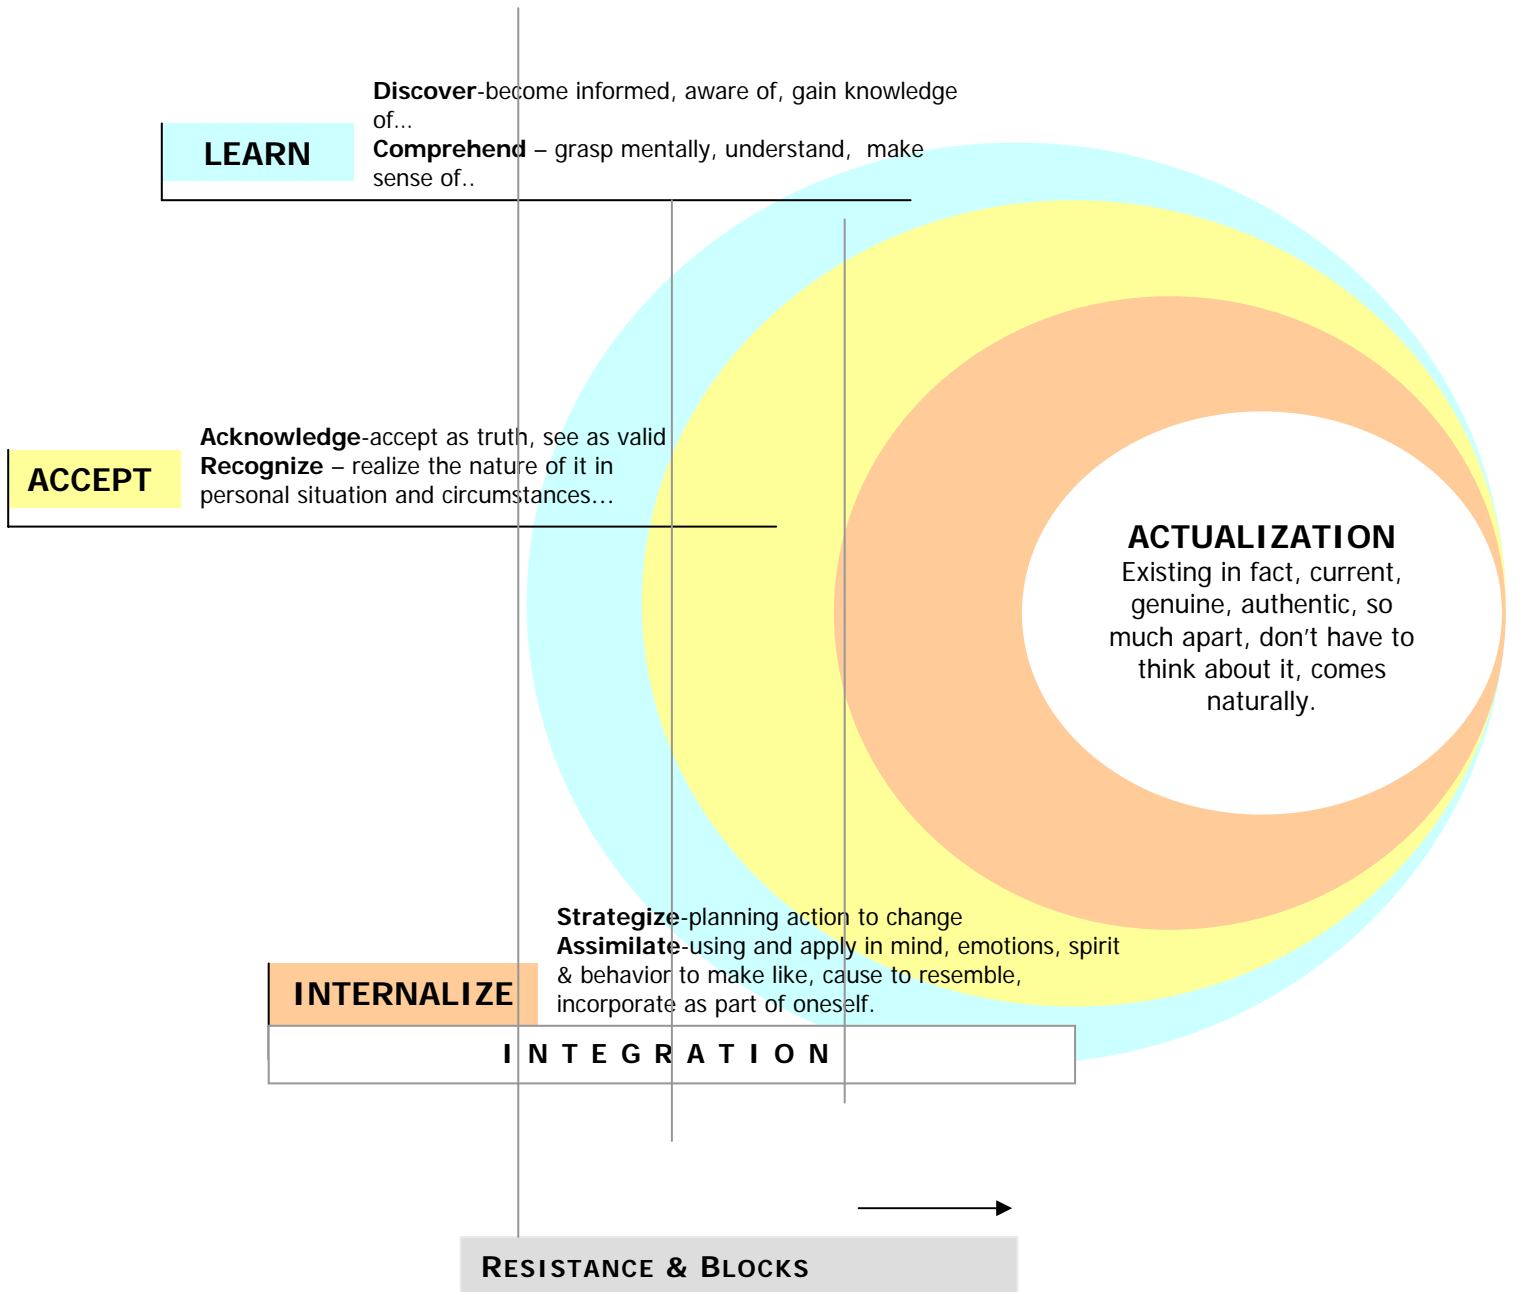 Discover-become informed, aware of, gain knowledge
of...
LEARN
Comprehend – grasp mentally, understand, make
sense of..
Acknowledge-accept as truth, see as valid
Recognize – realize the nature of it in
ACCEPT
personal situation and circumstances...
ACTUALIZATION
Existing in fact, current,
genuine, authentic, so
much apart, don't have to
think about it, comes
naturally.
Strategize-planning action to change
Assimilate-using and apply in mind, emotions, spirit
& behavior to make like, cause to resemble,
INTERNALIZE
incorporate as part of oneself.
INTEGRATION
RESISTANCE & BLOCKS